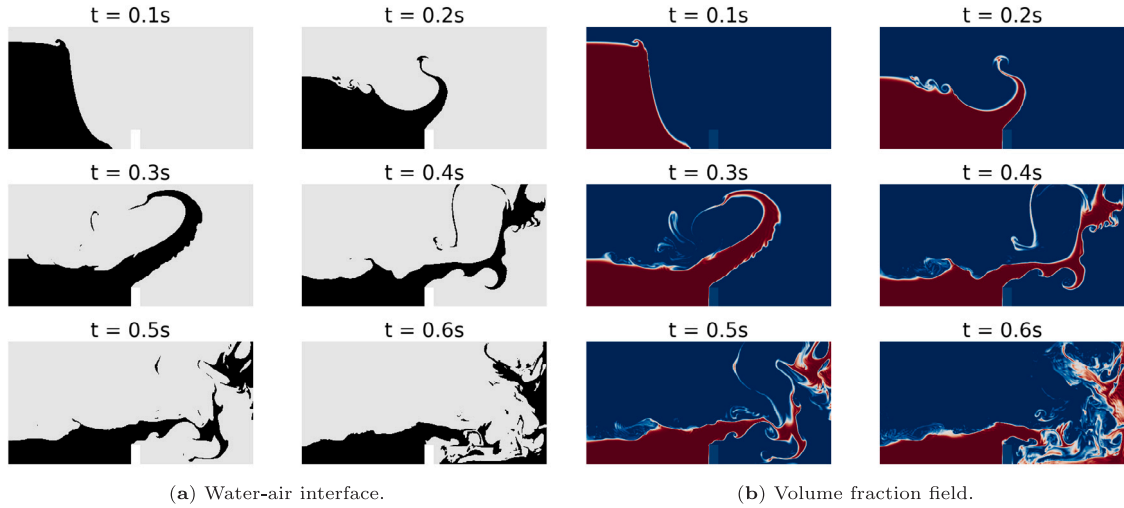 t = 0.1s
t = 0.2s
t = 0.3s
t = 0.4s
t = 0.5s
t = 0.6s
(a) Water-air interface.
t = 0.1s
t = 0.2s
t = 0.3s
t = 0.4s
t = 0.5s
t = 0.6s
(b) Volume fraction field.